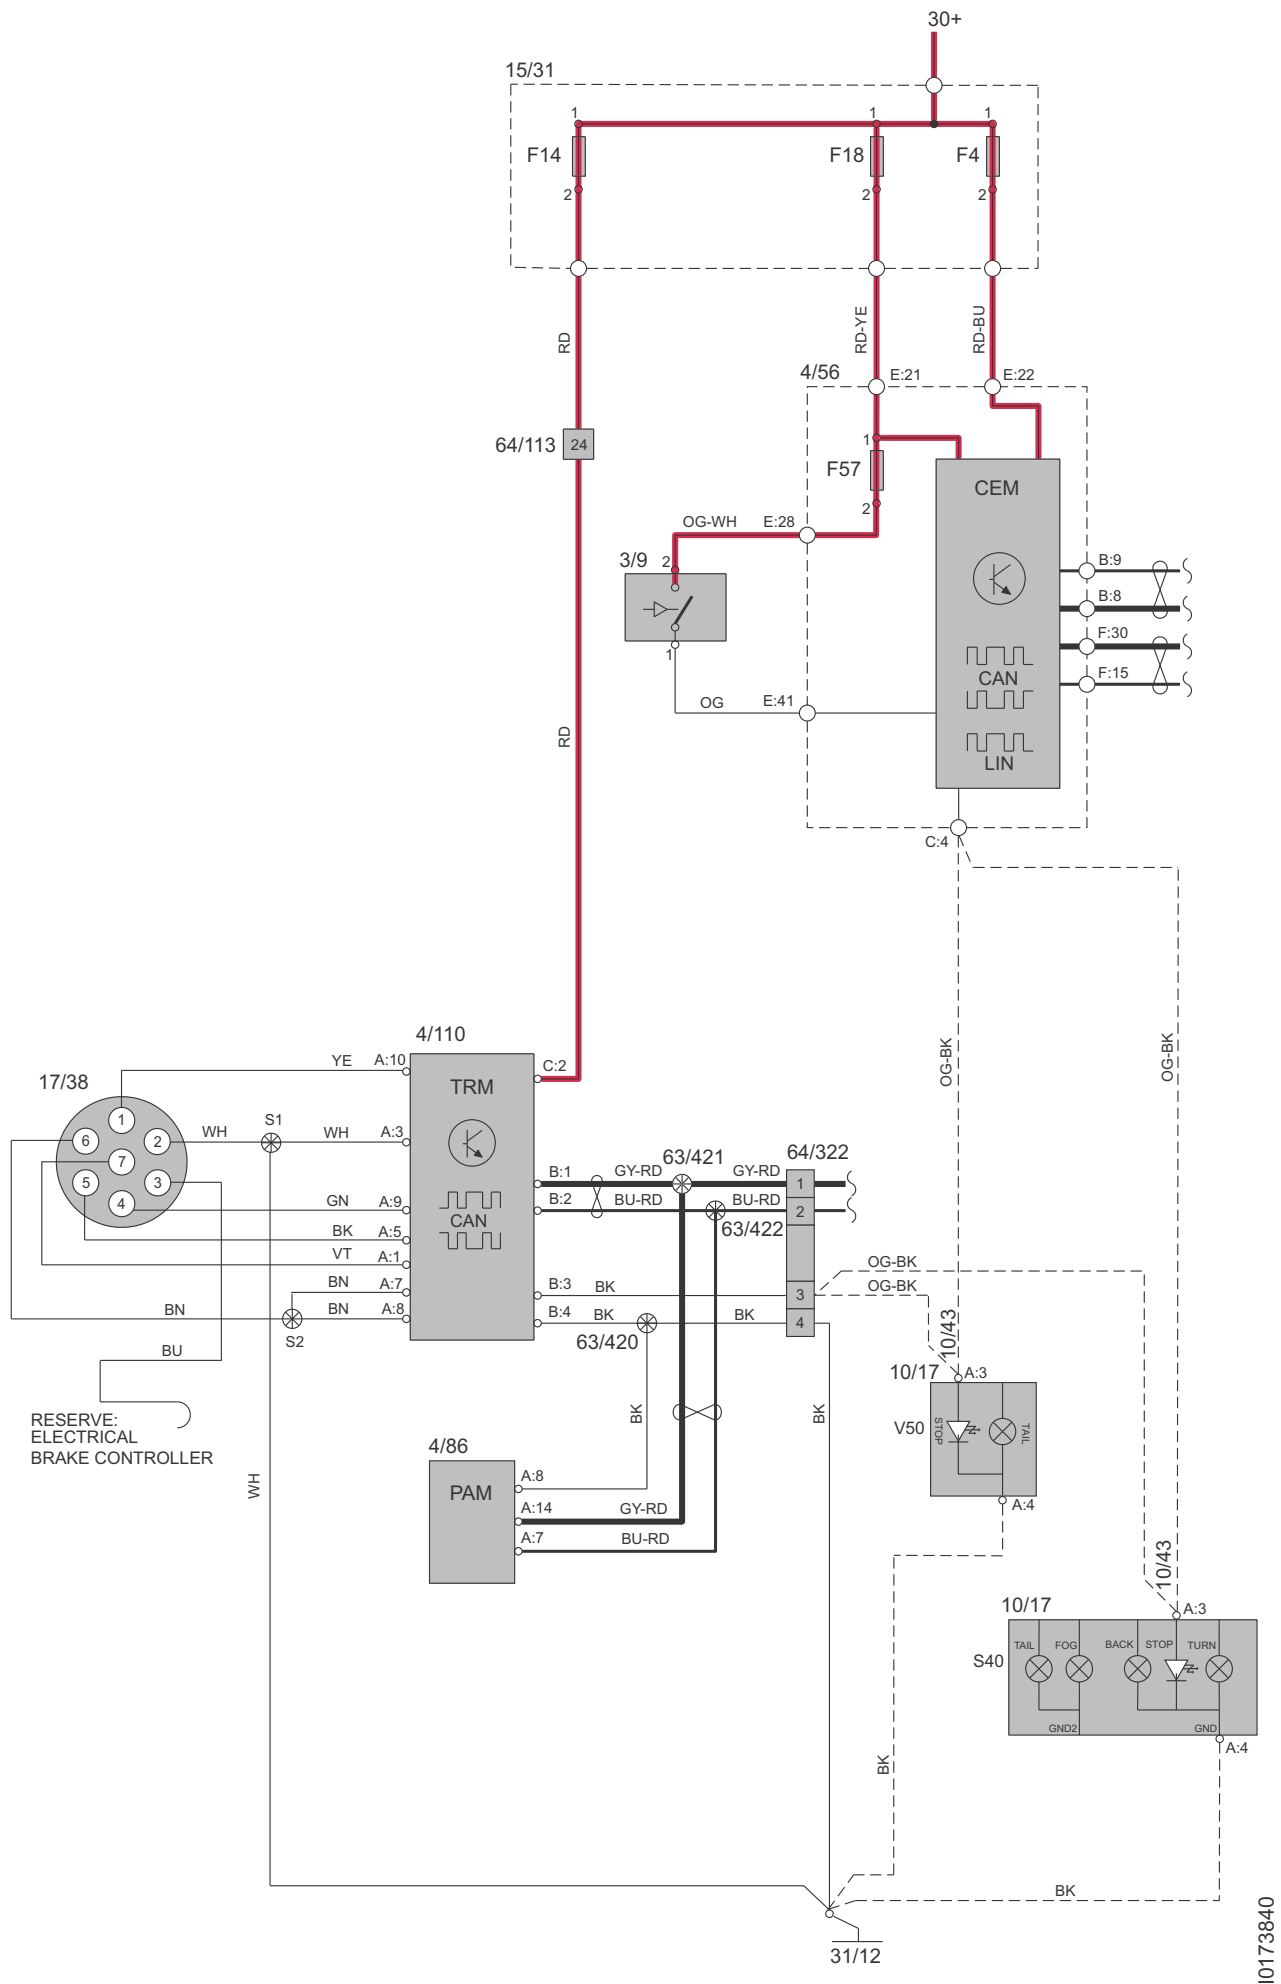 30+
15/31
1
1
1
F14
F18
F4
2
2
2
RD
RD-YE
RD-BU
4/56
E:21
E:22
64/113
24
1
F57
2
CEM
OG-WH
E:28
3/9
2
B:9
B:8
F:30
F:15
CAN
LIN
1
OG
E:41
RD
C:4
4/110
OG-BK
OG-BK
17/38
YE
A:10
TRM
C:2
1
6
2
7
5
3
4
WH
S1
WH
A:3
63/421
64/322
B:1
GY-RD
GY-RD
1
B:2
BU-RD
BU-RD
2
63/422
GN
A:9
CAN
BK
A:5
VT
A:1
OG-BK
OG-BK
BN
A:7
B:3
BK
3
BN
BN
A:8
B:4
BK
BK
4
S2
63/420
BU
10/43
10/17
A:3
RESERVE:
ELECTRICAL
BRAKE CONTROLLER
BK
BK
V50
STOP
TAIL
4/86
WH
PAM
A:8
A:14
GY-RD
A:7
BU-RD
A:4
10/43
10/17
A:3
TAIL
FOG
BACK
STOP
TURN
S40
GND2
GND
A:4
BK
BK
31/12
I0173840